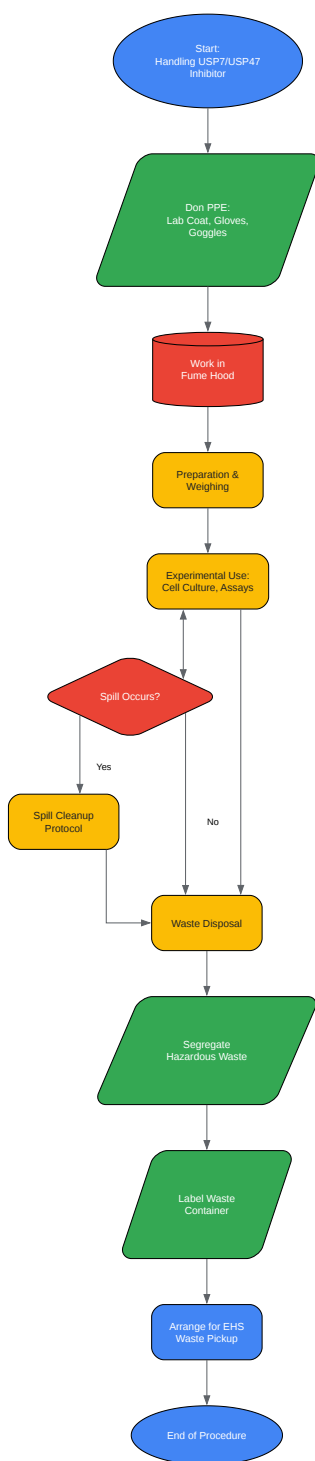 Start:
Handling USP7/USP47
Inhibitor
Don PPE:
Lab Coat, Gloves,
Goggles
Work in
Fume Hood
Preparation &
Weighing
Experimental Use:
Cell Culture, Assays
Spill Occurs?
Yes
Spill Cleanup
Protocol
No
Waste Disposal
Segregate
Hazardous Waste
Label Waste
Container
Arrange for EHS
Waste Pickup
End of Procedure